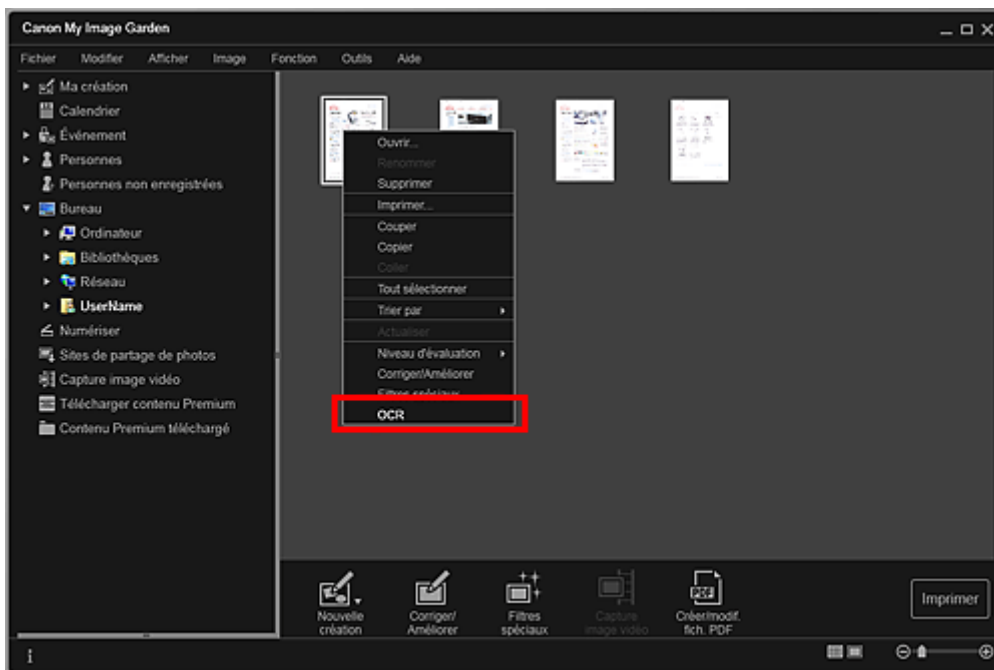 Canon My Image Garden
Fichier Modifier Afficher Image Fonction Outils Aide
Ma création
Calendrier
Événement
Personnes
Personnes non enregistrées
Bureau
Ordinateur
Bibliothèques
Réseau
UserName
Numériser
Sites de partage de photos
Capture image vidéo
Télécharger contenu Premium
Contenu Premium téléchargé
Ouvrir...
Renommer
Supprimer
Imprimer...
Couper
Copier
Coller
Tout sélectionner
Trier par
Actualiser
Niveau d'évaluation
Corriger/Améliorer
Filtres spéciaux
OCR
Nouvelle
création
Corriger/
Améliorer
Filtres
spéciaux
Capture
image vidéo
PDF
Créer/modif.
fich. PDF
Imprimer